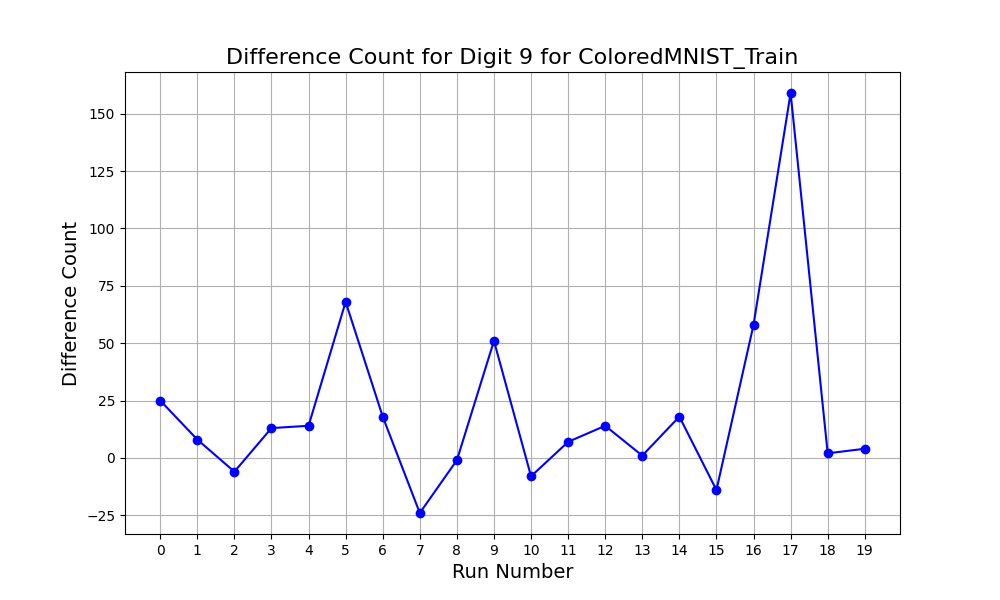 Difference Count for Digit 9 for ColoredMNIST_Train
Difference Count
150
125
100
75
50
25
0
−25
0 1 2 3 4 5 6 7 8 9 10 11 12 13 14 15 16 17 18 19
Run Number